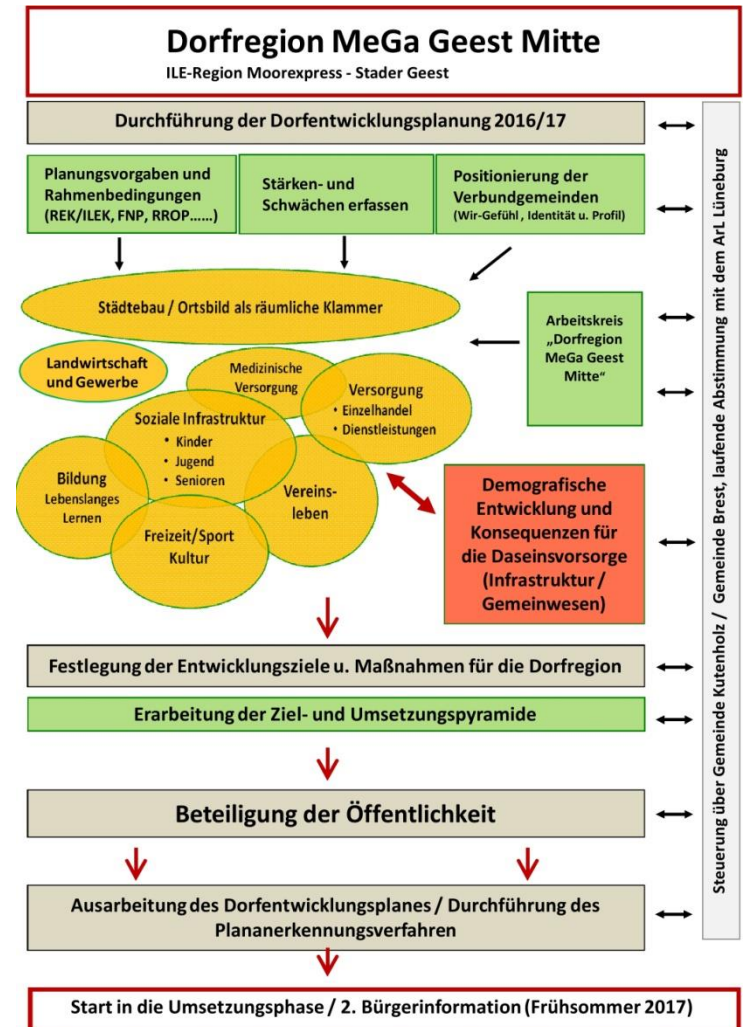 Dorfregion MeGa Geest Mitte
ILE-Region Moorexpress - Stader Geest
Durchführung der Dorfentwicklungsplanung 2016/17
Planungsvorgaben und
Rahmenbedingungen
(REK/ILEK, FNP, RROP......)
Stärken- und
Schwächen erfassen
Positionierung der
Verbundgemeinden
(Wir-Gefühl , Identität u. Profil)
Städtebau / Ortsbild als räumliche Klammer
Arbeitskreis
„Dorfregion
MeGa Geest
Mitte“
Landwirtschaft
und Gewerbe
Medizinische
Versorgung
Versorgung
• Einzelhandel
• Dienstleistungen
Soziale Infrastruktur
• Kinder
• Jugend
• Senioren
Bildung
Lebenslanges
Lernen
Vereins-
leben
Freizeit/Sport
Kultur
Demografische
Entwicklung und
Konsequenzen für
die Daseinsvorsorge
(Infrastruktur /
Gemeinwesen)
Festlegung der Entwicklungsziele u. Maßnahmen für die Dorfregion
Erarbeitung der Ziel- und Umsetzungspyramide
Beteiligung der Öffentlichkeit
Ausarbeitung des Dorfentwicklungsplanes / Durchführung des
Plananerkennungsverfahren
Start in die Umsetzungsphase / 2. Bürgerinformation (Frühsommer 2017)
Steuerung über Gemeinde Kutenholz / Gemeinde Brest, laufende Abstimmung mit dem ArL Lüneburg